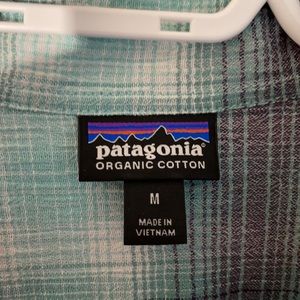 patagonia®
ORGANIC COTTON
M
MADE IN
VIETNAM